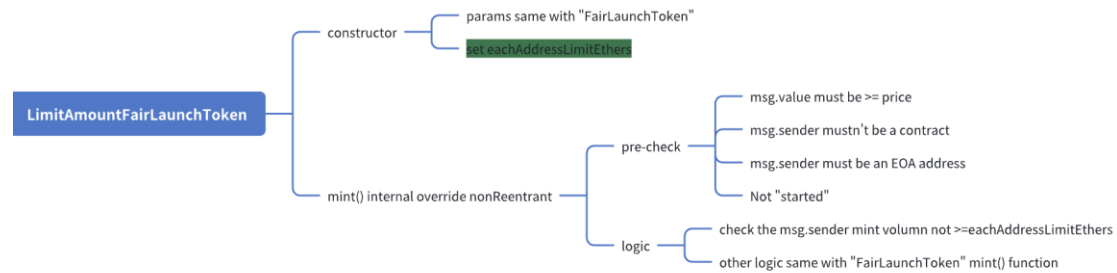 LimitAmountFairLaunchToken
constructor
params same with "FairLaunchToken"
set eachAddressLimitEthers
mint() internal override nonReentrant
pre-check
msg.value must be >= price
msg.sender mustn't be a contract
msg.sender must be an EOA address
Not "started"
logic
check the msg.sender mint volumn not >=eachAddressLimitEthers
other logic same with "FairLaunchToken" mint() function